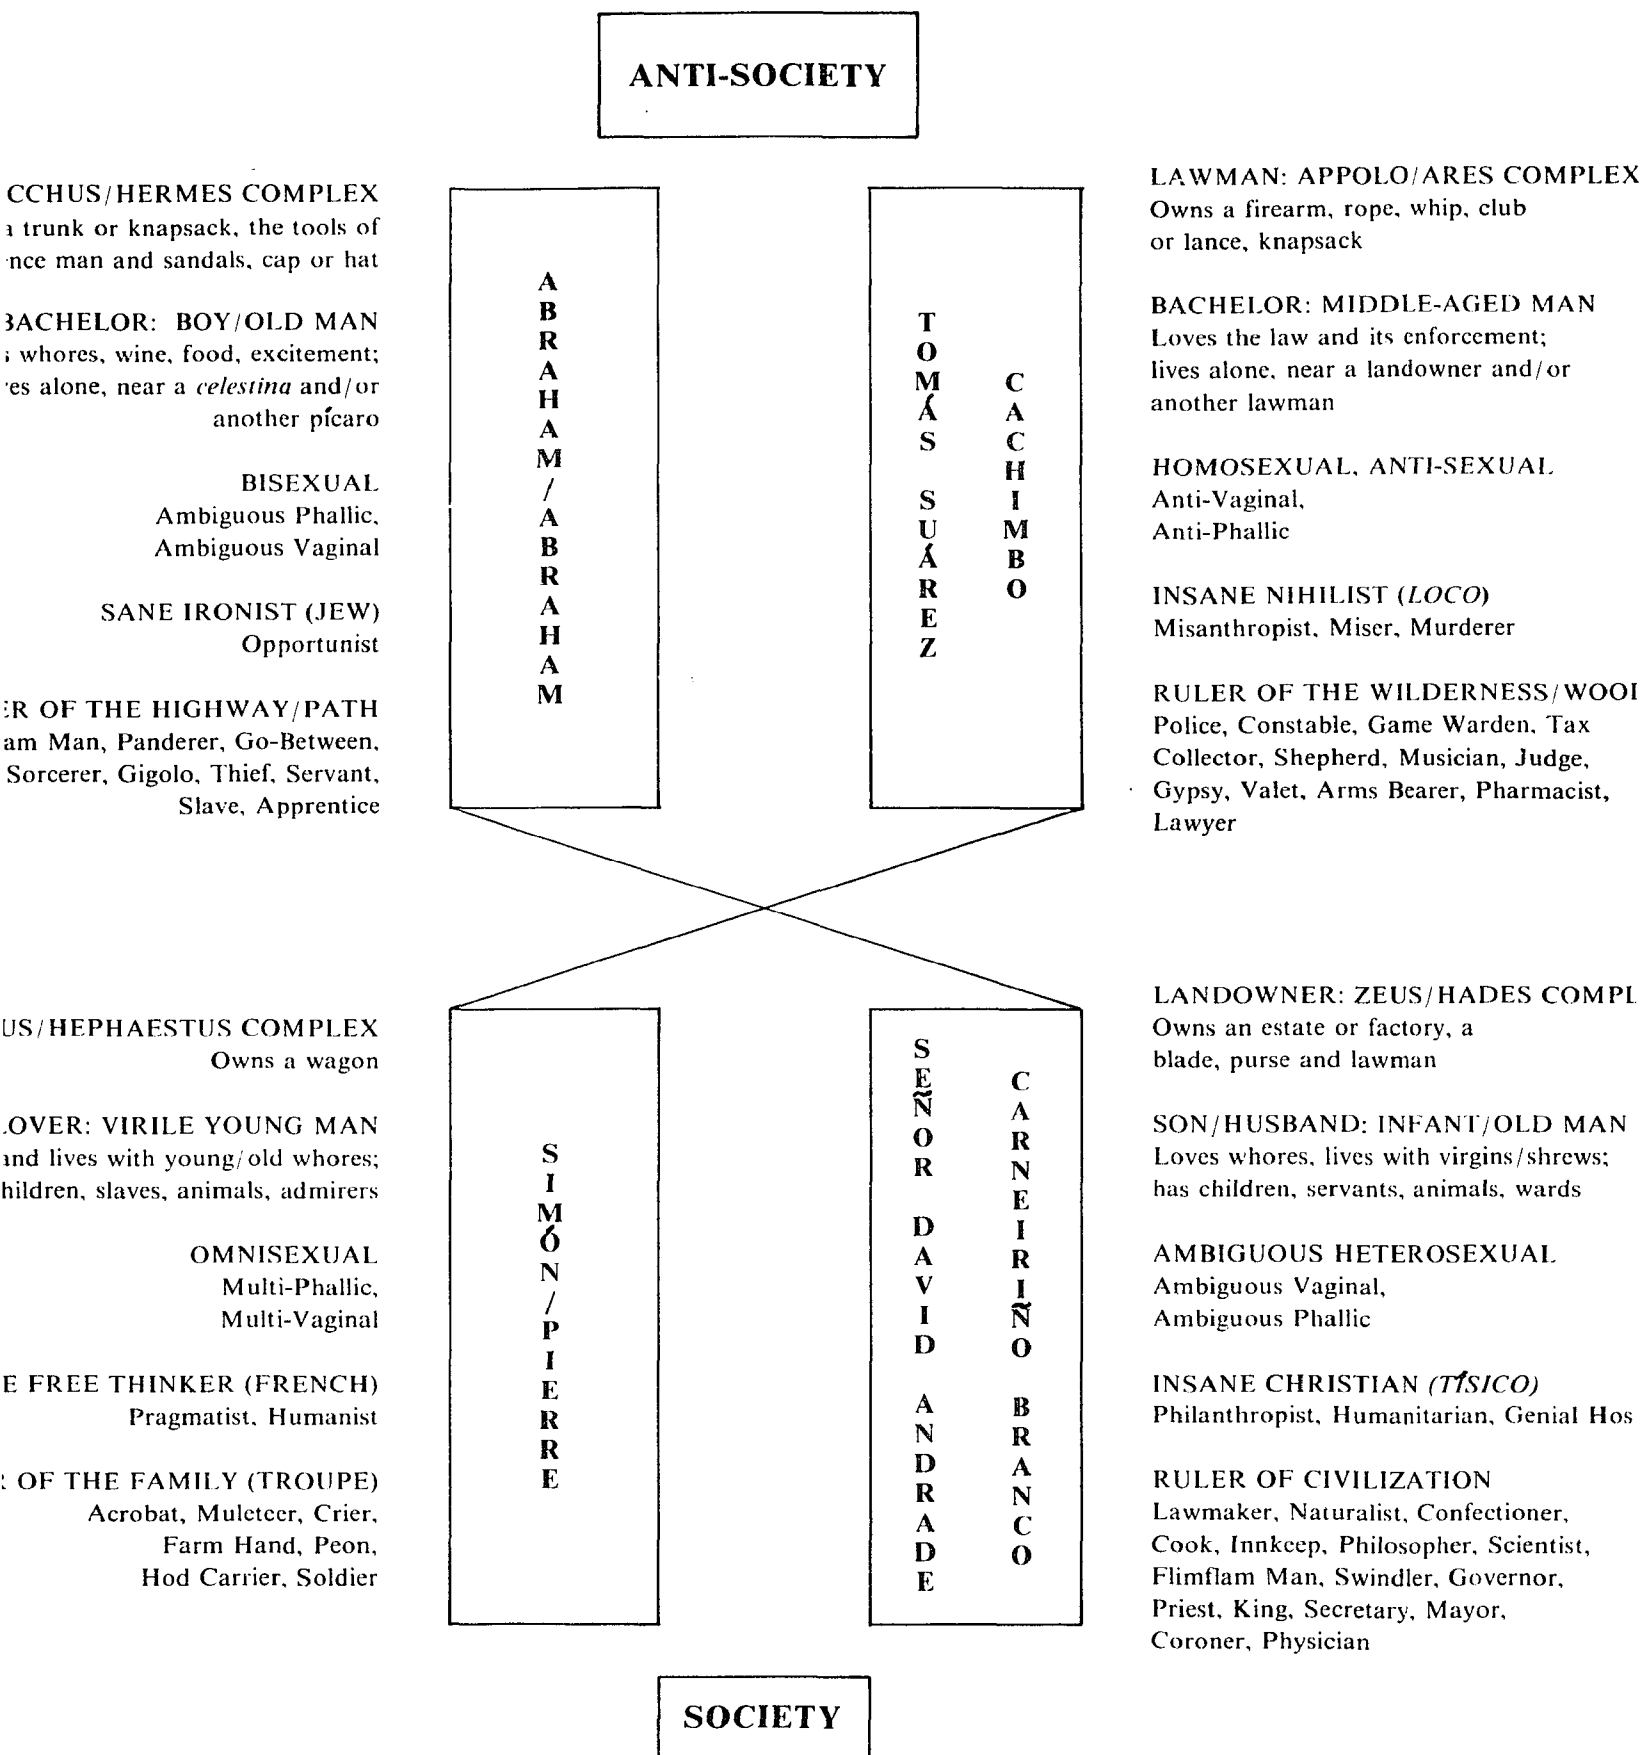 ANTI-SOCIETY
CCHUS/HERMES COMPLEX
trunk or knapsack, the tools of
man and sandals, cap or hat
BACHELOR: BOY/OLD MAN
whores, wine, food, excitement;
alone, near a celestina and/or
another pícaro
BISEXUAL
Ambiguous Phallic,
Ambiguous Vaginal
SANE IRONIST (JEW)
Opportunist
ER OF THE HIGHWAY/PATH
am Man, Panderer, Go-Between,
Sorcerer, Gigolo, Thief, Servant,
Slave, Apprentice
ABRAHAM/ABRAHAM
TOMÁS SUÁREZ
CACHIMBO
LAWMAN: APPOLO/ARES COMPLEX
Owns a firearm, rope, whip, club
or lance, knapsack
BACHELOR: MIDDLE-AGED MAN
Loves the law and its enforcement;
lives alone, near a landowner and/or
another lawman
HOMOSEXUAL, ANTI-SEXUAL
Anti-Vaginal,
Anti-Phallic
INSANE NIHILIST (LOCO)
Misanthropist, Miser, Murderer
RULER OF THE WILDERNESS/WOO
Police, Constable, Game Warden, Tax
Collector, Shepherd, Musician, Judge,
Gypsy, Valet, Arms Bearer, Pharmacist,
Lawyer
US/HEPHAESTUS COMPLEX
Owns a wagon
OVER: VIRILE YOUNG MAN
and lives with young/old whores;
hildren, slaves, animals, admirers
OMNISEXUAL
Multi-Phallic,
Multi-Vaginal
E FREE THINKER (FRENCH)
Pragmatist, Humanist
OF THE FAMILY (TROUPE)
Acrobat, Muleteer, Crier,
Farm Hand, Peon,
Hod Carrier, Soldier
SIMÓN/PIERRE
SEÑOR DAVID ANDRADE
CARNEIRIÑO BRANCO
LANDOWNER: ZEUS/HADES COMPL
Owns an estate or factory, a
blade, purse and lawman
SON/HUSBAND: INFANT/OLD MAN
Loves whores, lives with virgins/shrews;
has children, servants, animals, wards
AMBIGUOUS HETEROSEXUAL
Ambiguous Vaginal,
Ambiguous Phallic
INSANE CHRISTIAN (TÍSICO)
Philanthropist, Humanitarian, Genial Hos
RULER OF CIVILIZATION
Lawmaker, Naturalist, Confectioner,
Cook, Innkeep, Philosopher, Scientist,
Flimflam Man, Swindler, Governor,
Priest, King, Secretary, Mayor,
Coroner, Physician
SOCIETY